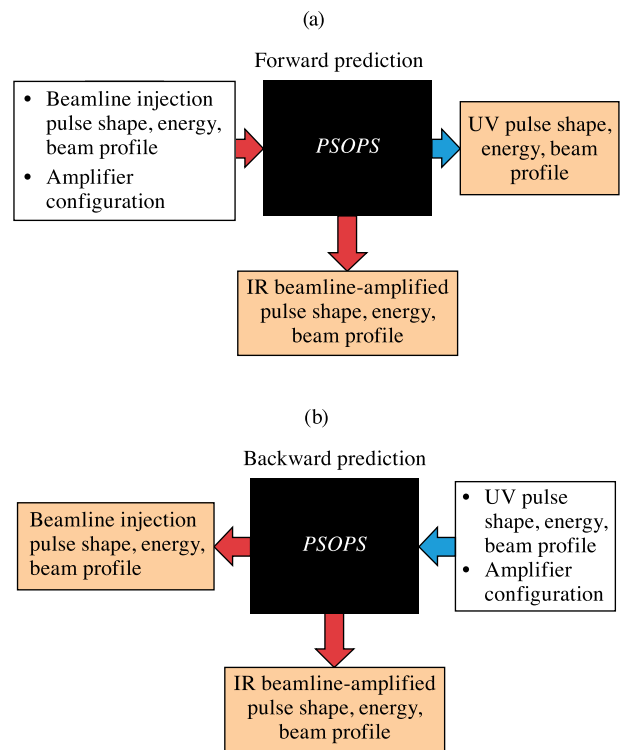 (a)
Forward prediction
• Beamline injection
pulse shape, energy,
beam profile
• Amplifier
configuration
PSOPS
UV pulse shape,
energy, beam
profile
IR beamline-amplified
pulse shape, energy,
beam profile
(b)
Backward prediction
Beamline injection
pulse shape, energy,
beam profile
PSOPS
• UV pulse
shape, energy,
beam profile
• Amplifier
configuration
IR beamline-amplified
pulse shape, energy,
beam profile